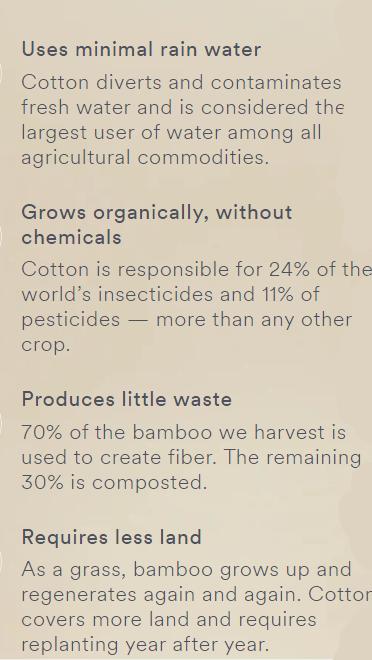 Uses minimal rain water
Cotton diverts and contaminates
fresh water and is considered the
largest user of water among all
agricultural commodities.
Grows organically, without
chemicals
Cotton is responsible for 24% of the
world's insecticides and 11% of
pesticides — more than any other
crop.
Produces little waste
70% of the bamboo we harvest is
used to create fiber. The remaining
30% is composted.
Requires less land
As a grass, bamboo grows up and
regenerates again and again. Cotton
covers more land and requires
replanting year after year.